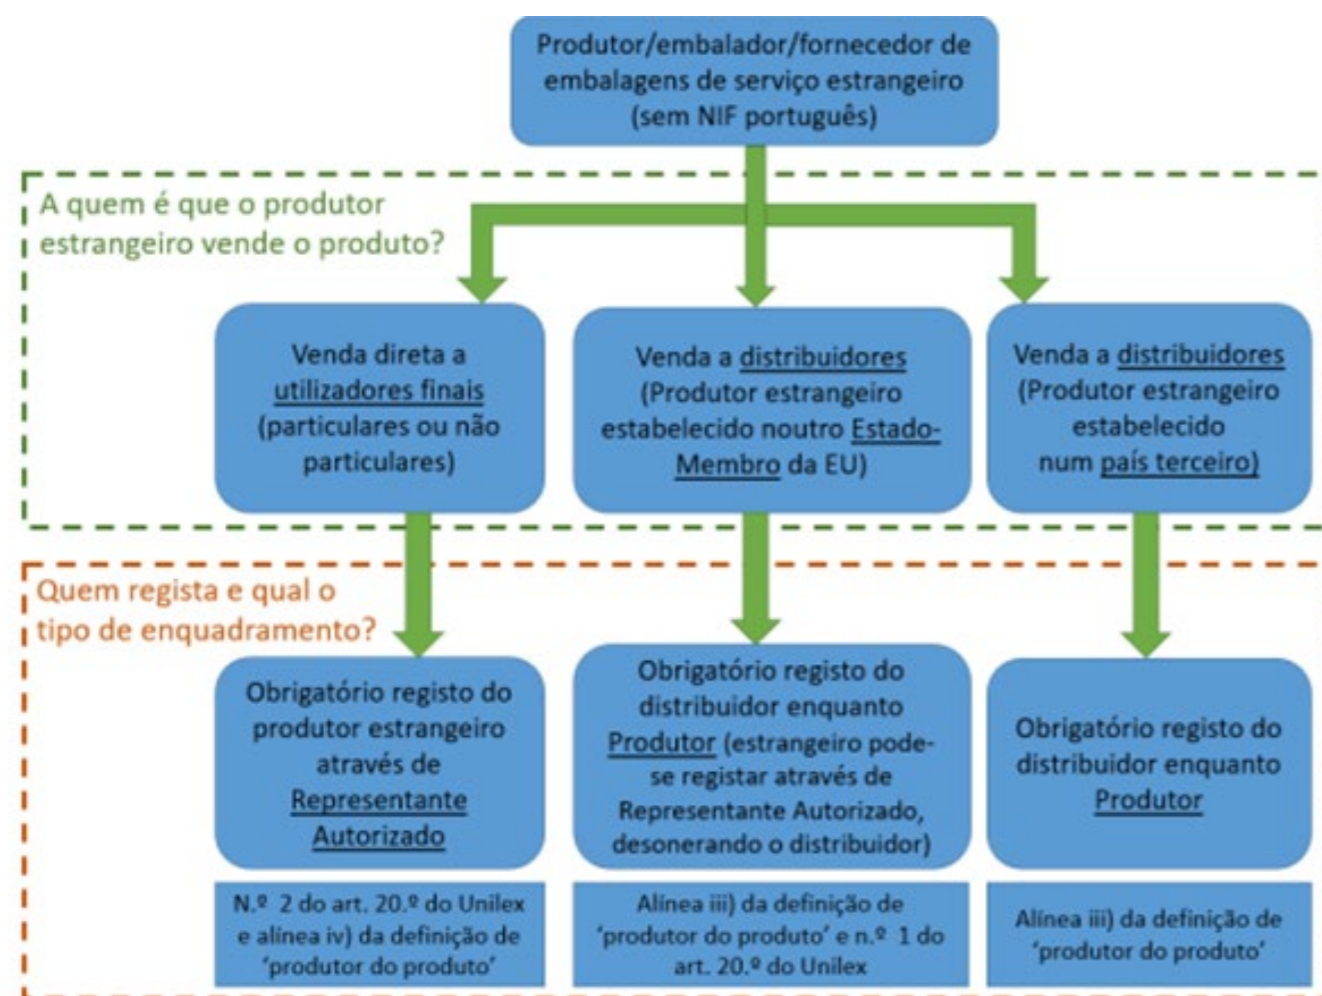 Produtor/embalador/fornecedor de
embalagens de serviço estrangeiro
(sem NIF português)
A quem é que o produtor
estrangeiro vende o produto?
Venda direta a
utilizadores finais
(particulares ou não
particulares)
Venda a distribuidores
(Produtor estrangeiro
estabelecido noutro Estado-
Membro da EU)
Venda a distribuidores
(Produtor estrangeiro
estabelecido
num país terceiro)
Quem regista e qual o
tipo de enquadramento?
Obrigatório registo do
produtor estrangeiro
através de
Representante
Autorizado
Obrigatório registo do
distribuidor enquanto
Produtor (estrangeiro pode-
se registar através de
Representante Autorizado,
desonerando o distribuidor)
Obrigatório registo do
distribuidor enquanto
Produtor
N.º 2 do art. 20.º do Unilex
e alínea iv) da definição de
‘produtor do produto’
Alínea iii) da definição de
‘produtor do produto’ e n.º 1 do
art. 20.º do Unilex
Alínea iii) da definição de
‘produtor do produto’